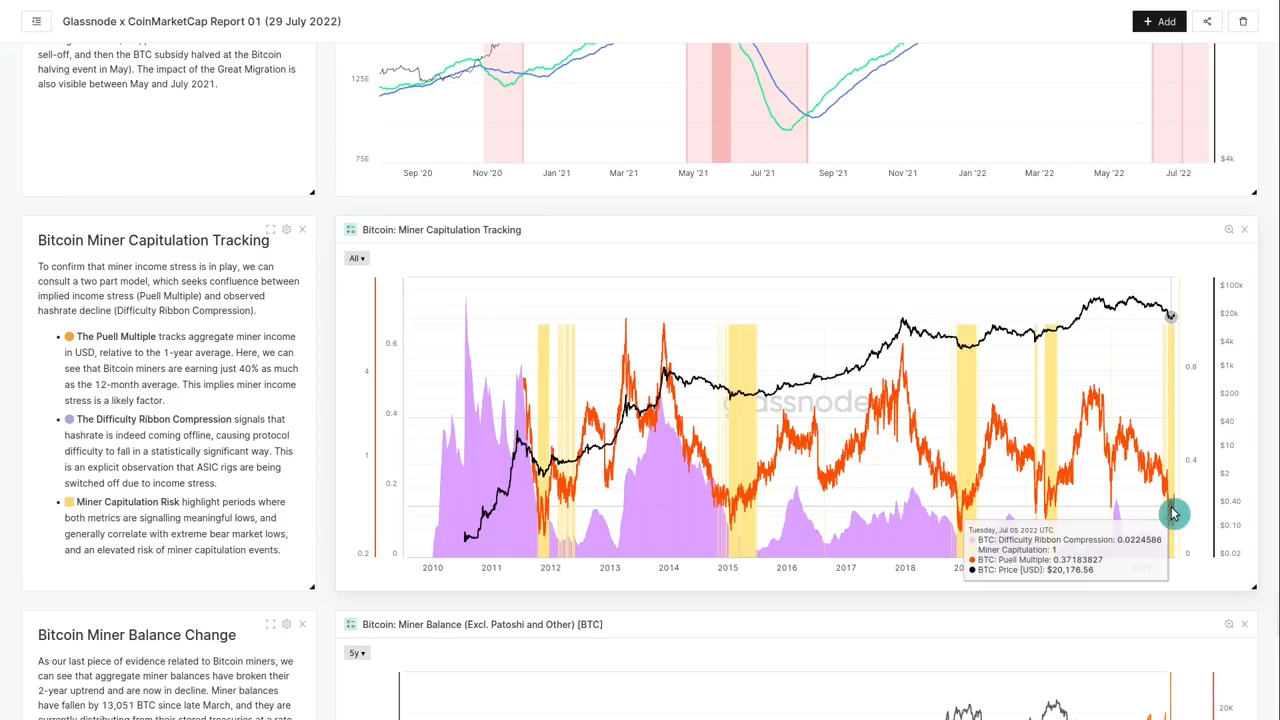 Glassnode x CoinMarketCap Report 01 (29 July 2022)
+ Add
sell-off, and then the BTC subsidy halved at the Bitcoin
halving event in May). The impact of the Great Migration is
also visible between May and July 2021.
125E
75E
$4k
Sep '20 Nov '20 Jan '21 Mar '21 May '21 Jul '21 Sep '21 Nov '21 Jan '22 Mar '22 May '22 Jul '22
Bitcoin Miner Capitulation Tracking
To confirm that miner income stress is in play, we can
consult a two part model, which seeks confluence between
implied income stress (Puell Multiple) and observed
hashrate decline (Difficulty Ribbon Compression).
• The Puell Multiple tracks aggregate miner income
in USD, relative to the 1-year average. Here, we can
see that Bitcoin miners are earning just 40% as much
as the 12-month average. This implies miner income
stress is a likely factor.
• The Difficulty Ribbon Compression signals that
hashrate is indeed coming offline, causing protocol
difficulty to fall in a statistically significant way. This
is an explicit observation that ASIC rigs are being
switched off due to income stress.
• Miner Capitulation Risk highlight periods where
both metrics are signalling meaningful lows, and
generally correlate with extreme bear market lows,
and an elevated risk of miner capitulation events.
Bitcoin: Miner Capitulation Tracking
All ▾
4
1
0.2
0.6
0.4
0.2
0
glassnode
0.8
0.4
0
$100k
$20k
$4k
$1k
$200
$40
$10
$2
$0.40
$0.10
$0.02
2010 2011 2012 2013 2014 2015 2016 2017 2018
Tuesday, Jul 05 2022 UTC
BTC: Difficulty Ribbon Compression: 0.0224586
Miner Capitulation: 1
BTC: Puell Multiple: 0.37183827
BTC: Price [USD]: $20,176.56
Bitcoin Miner Balance Change
As our last piece of evidence related to Bitcoin miners, we
can see that aggregate miner balances have broken their
2-year uptrend and are now in decline. Miner balances
have fallen by 13,051 BTC since late March, and they are
currently distributing from their stored treasuries at a rate
Bitcoin: Miner Balance (Excl. Patoshi and Other) [BTC]
5y ▾
20K